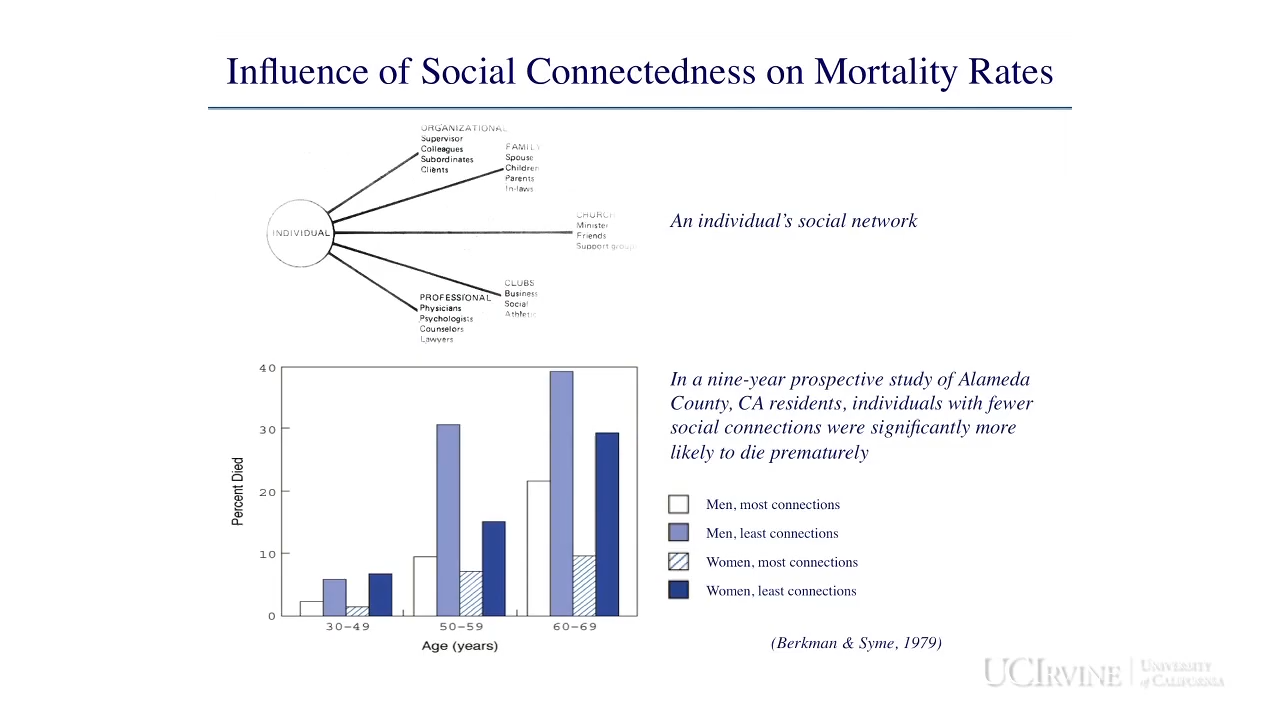 Influence of Social Connectedness on Mortality Rates
ORGANIZATIONAL
Supervisor
Colleagues
Subordinates
Clients
FAMILY
Spouse
Children
Parents
In-laws
INDIVIDUAL
CHURCH
Minister
Friends
Support groups
An individual's social network
CLUBS
Business
Social
Athletic
PROFESSIONAL
Physicians
Psychologists
Counselors
Lawyers
In a nine-year prospective study of Alameda
County, CA residents, individuals with fewer
social connections were significantly more
likely to die prematurely
40
30
20
10
0
Percent Died
30-49
50-59
60-69
Age (years)
Men, most connections
Men, least connections
Women, most connections
Women, least connections
(Berkman & Syme, 1979)
UCIRVINE
UNIVERSITY
of CALIFORNIA